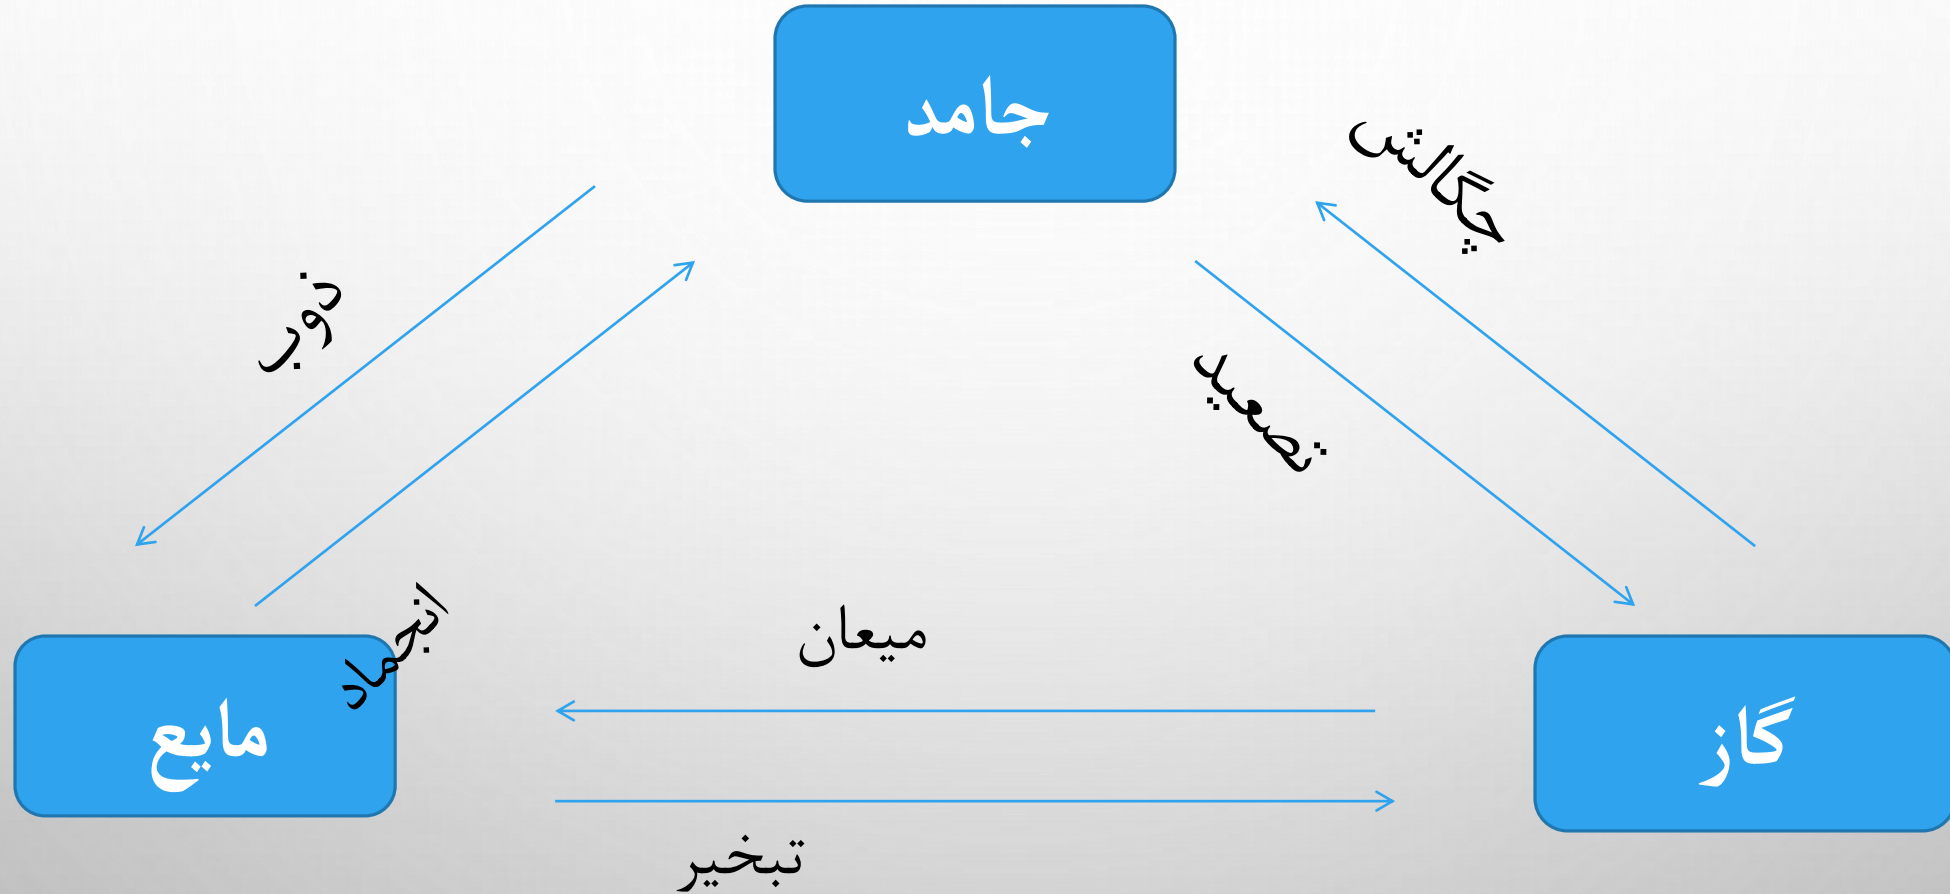 جامد
چگالش
ذوب
تصعید
انجماد
میعان
مایع
گاز
تبخیر